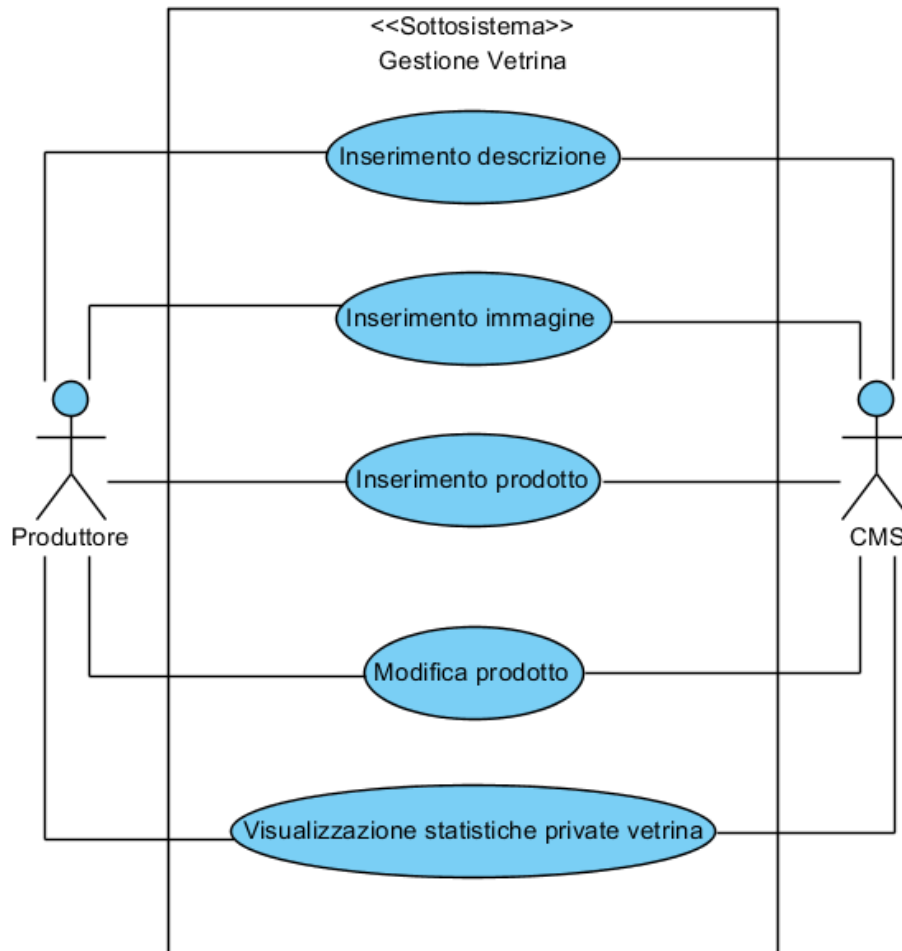 <<Sottosistema>>
Gestione Vetrina
Inserimento descrizione
Inserimento immagine
Inserimento prodotto
Produttore
CMS
Modifica prodotto
Visualizzazione statistiche private vetrina